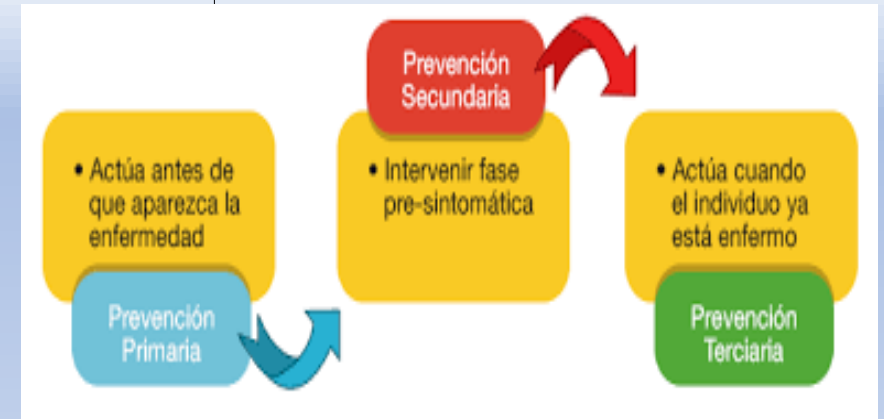 • Actúa antes de
que aparezca la
enfermedad
Prevención
Primaria
Prevención
Secundaria
• Intervenir fase
pre-sintomática
• Actúa cuando
el individuo ya
está enfermo
Prevención
Terciaria